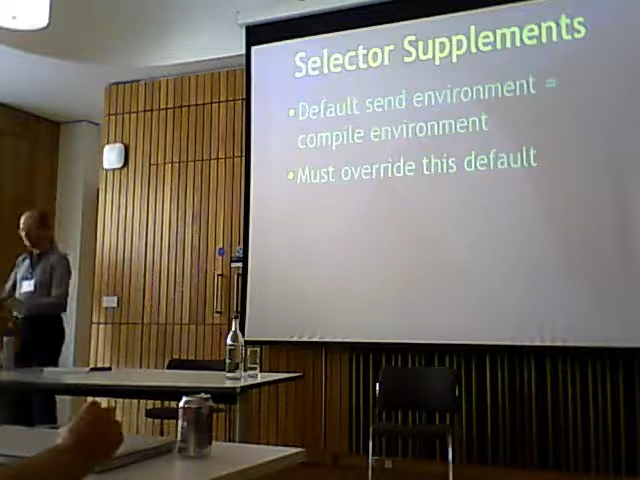 Selector Supplements
•Default send environment =
compile environment
•Must override this default